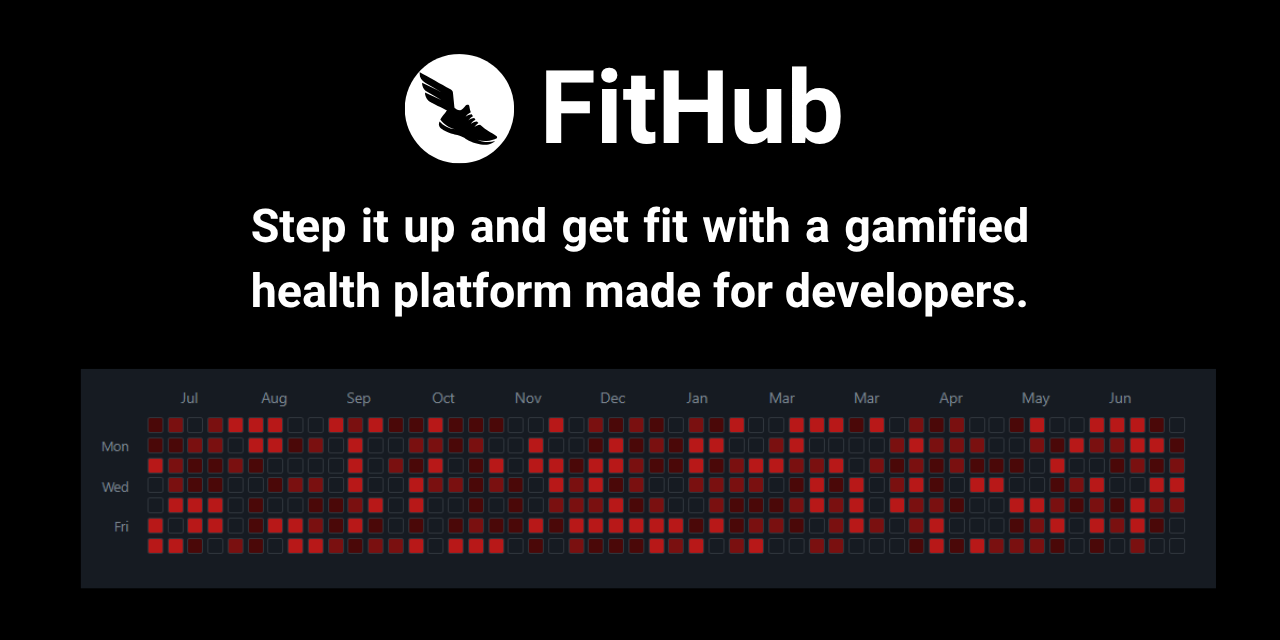 FitHub
Step it up and get fit with a gamified
health platform made for developers.
Jul Aug Sep Oct Nov Dec Jan Mar Mar Apr May Jun
Mon
Wed
Fri